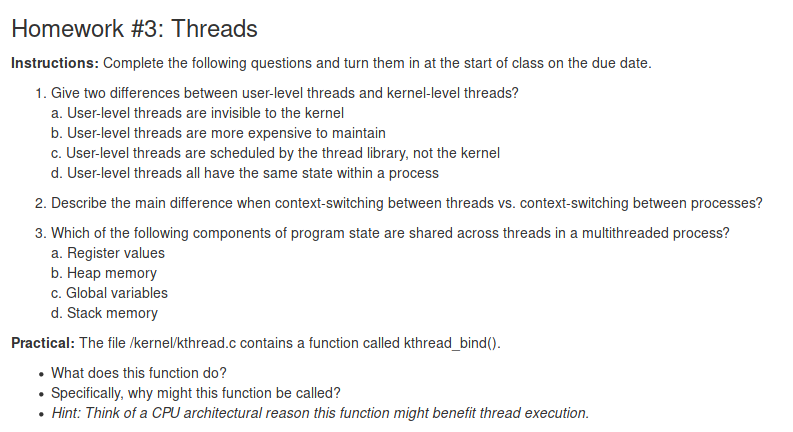 Homework #3: Threads
Instructions: Complete the following questions and turn them in at the start of class on the due date.
1. Give two differences between user-level threads and kernel-level threads?
a. User-level threads are invisible to the kernel
b. User-level threads are more expensive to maintain
c. User-level threads are scheduled by the thread library, not the kernel
d. User-level threads all have the same state within a process
2. Describe the main difference when context-switching between threads vs. context-switching between processes?
3. Which of the following components of program state are shared across threads in a multithreaded process?
a. Register values
b. Heap memory
c. Global variables
d. Stack memory
Practical: The file /kernel/kthread.c contains a function called kthread_bind().
• What does this function do?
• Specifically, why might this function be called?
• Hint: Think of a CPU architectural reason this function might benefit thread execution.